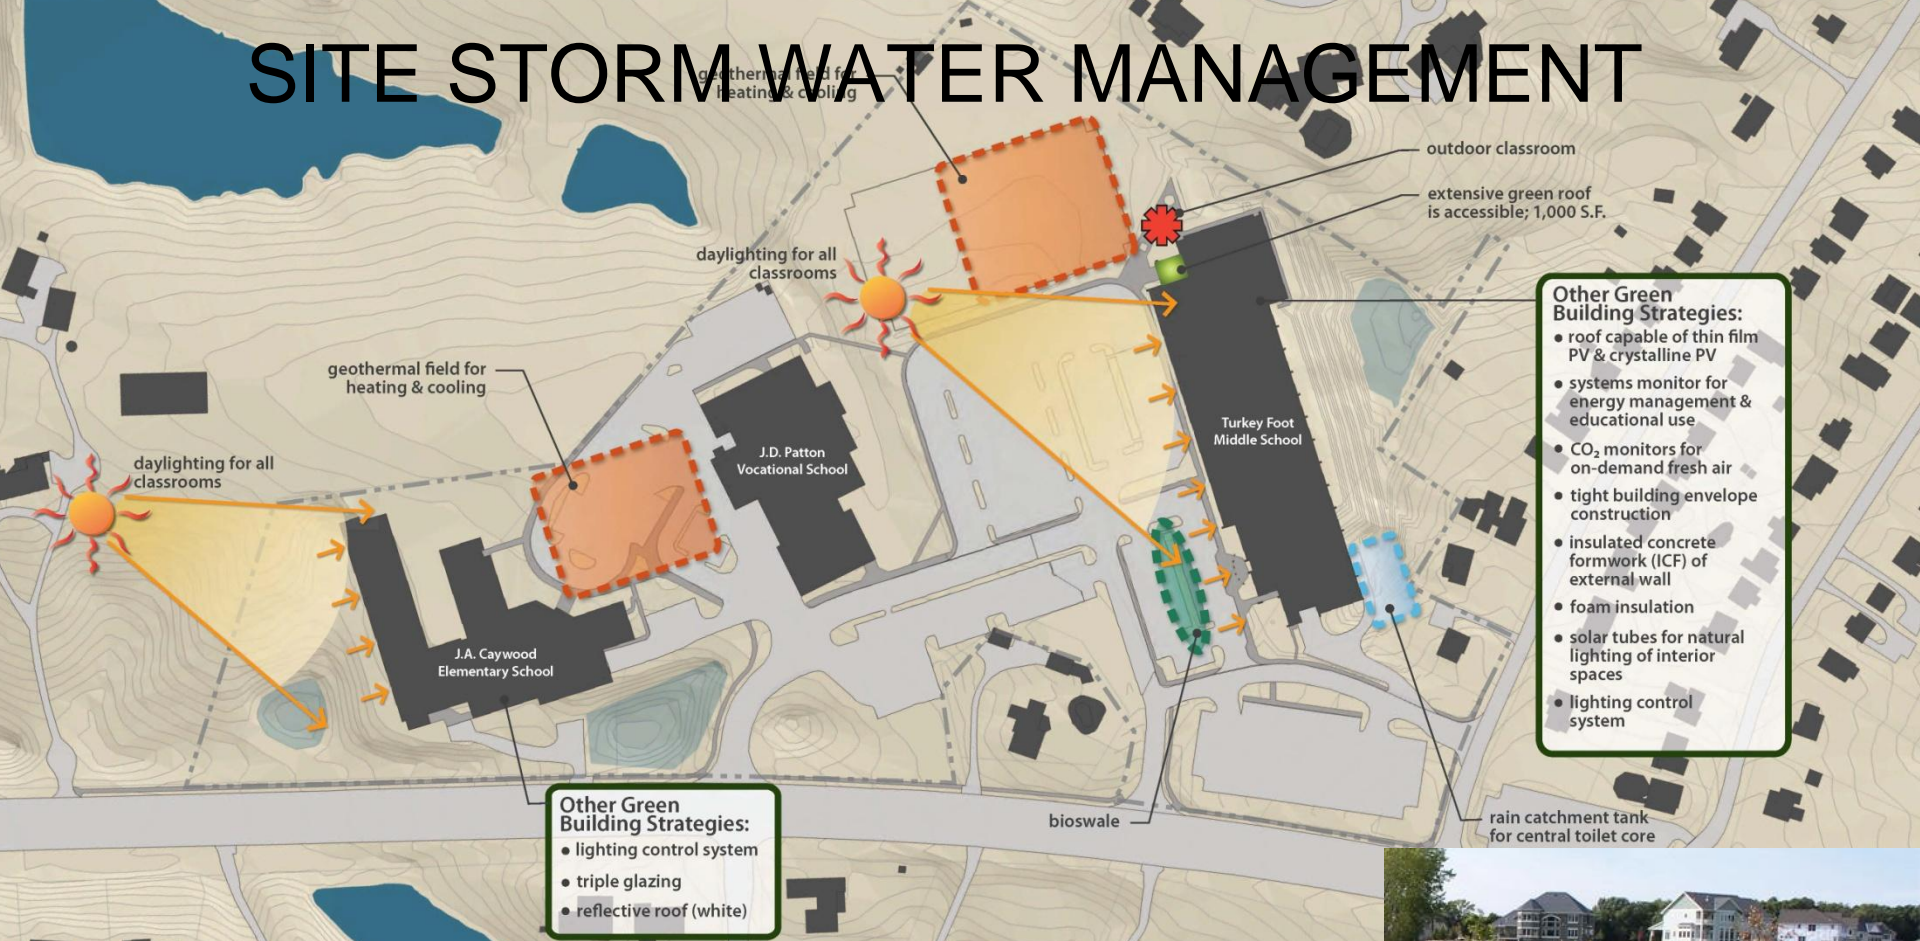 SITE STORM WATER MANAGEMENT
geothermal field for
heating & cooling
outdoor classroom
extensive green roof
is accessible; 1,000 S.F.
daylighting for all
classrooms
geothermal field for
heating & cooling
daylighting for all
classrooms
J.D. Patton
Vocational School
Turkey Foot
Middle School
J.A. Caywood
Elementary School
Other Green
Building Strategies:
• roof capable of thin film
PV & crystalline PV
• systems monitor for
energy management &
educational use
• CO₂ monitors for
on-demand fresh air
• tight building envelope
construction
• insulated concrete
formwork (ICF) of
external wall
• foam insulation
• solar tubes for natural
lighting of interior
spaces
• lighting control
system
Other Green
Building Strategies:
• lighting control system
• triple glazing
• reflective roof (white)
bioswale
rain catchment tank
for central toilet core